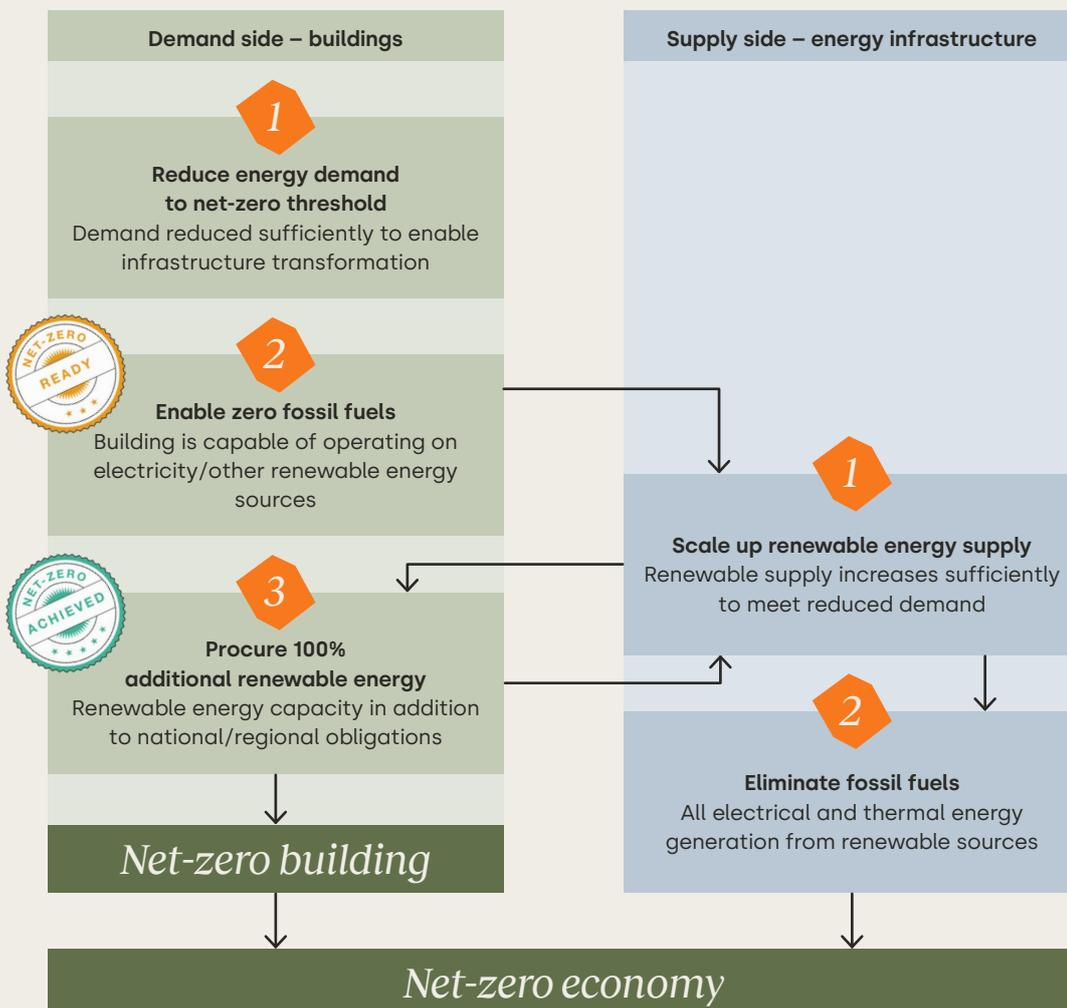 Demand side – buildings
1
Reduce energy demand
to net-zero threshold
Demand reduced sufficiently to enable
infrastructure transformation
NET-ZERO
READY
2
Enable zero fossil fuels
Building is capable of operating on
electricity/other renewable energy
sources
NET-ZERO
ACHIEVED
3
Procure 100%
additional renewable energy
Renewable energy capacity in addition
to national/regional obligations
Net-zero building
Supply side – energy infrastructure
1
Scale up renewable energy supply
Renewable supply increases sufficiently
to meet reduced demand
2
Eliminate fossil fuels
All electrical and thermal energy
generation from renewable sources
Net-zero economy